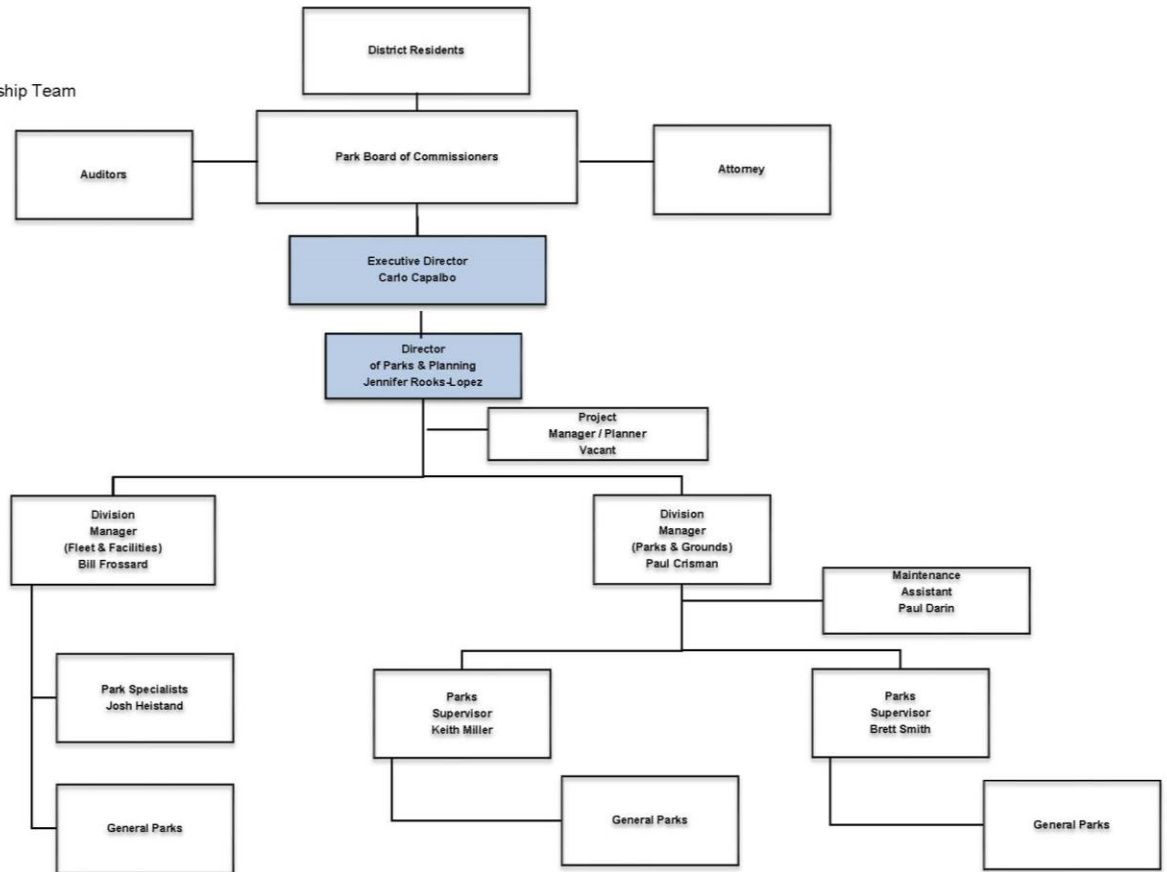 District Residents
ship Team
Park Board of Commissioners
Auditors
Attorney
Executive Director
Carlo Capalbo
Director
of Parks & Planning
Jennifer Rooks-Lopez
Project
Manager / Planner
Vacant
Division
Manager
(Fleet & Facilities)
Bill Frossard
Division
Manager
(Parks & Grounds)
Paul Crisman
Maintenance
Assistant
Paul Darin
Park Specialists
Josh Heistand
Parks
Supervisor
Keith Miller
Parks
Supervisor
Brett Smith
General Parks
General Parks
General Parks